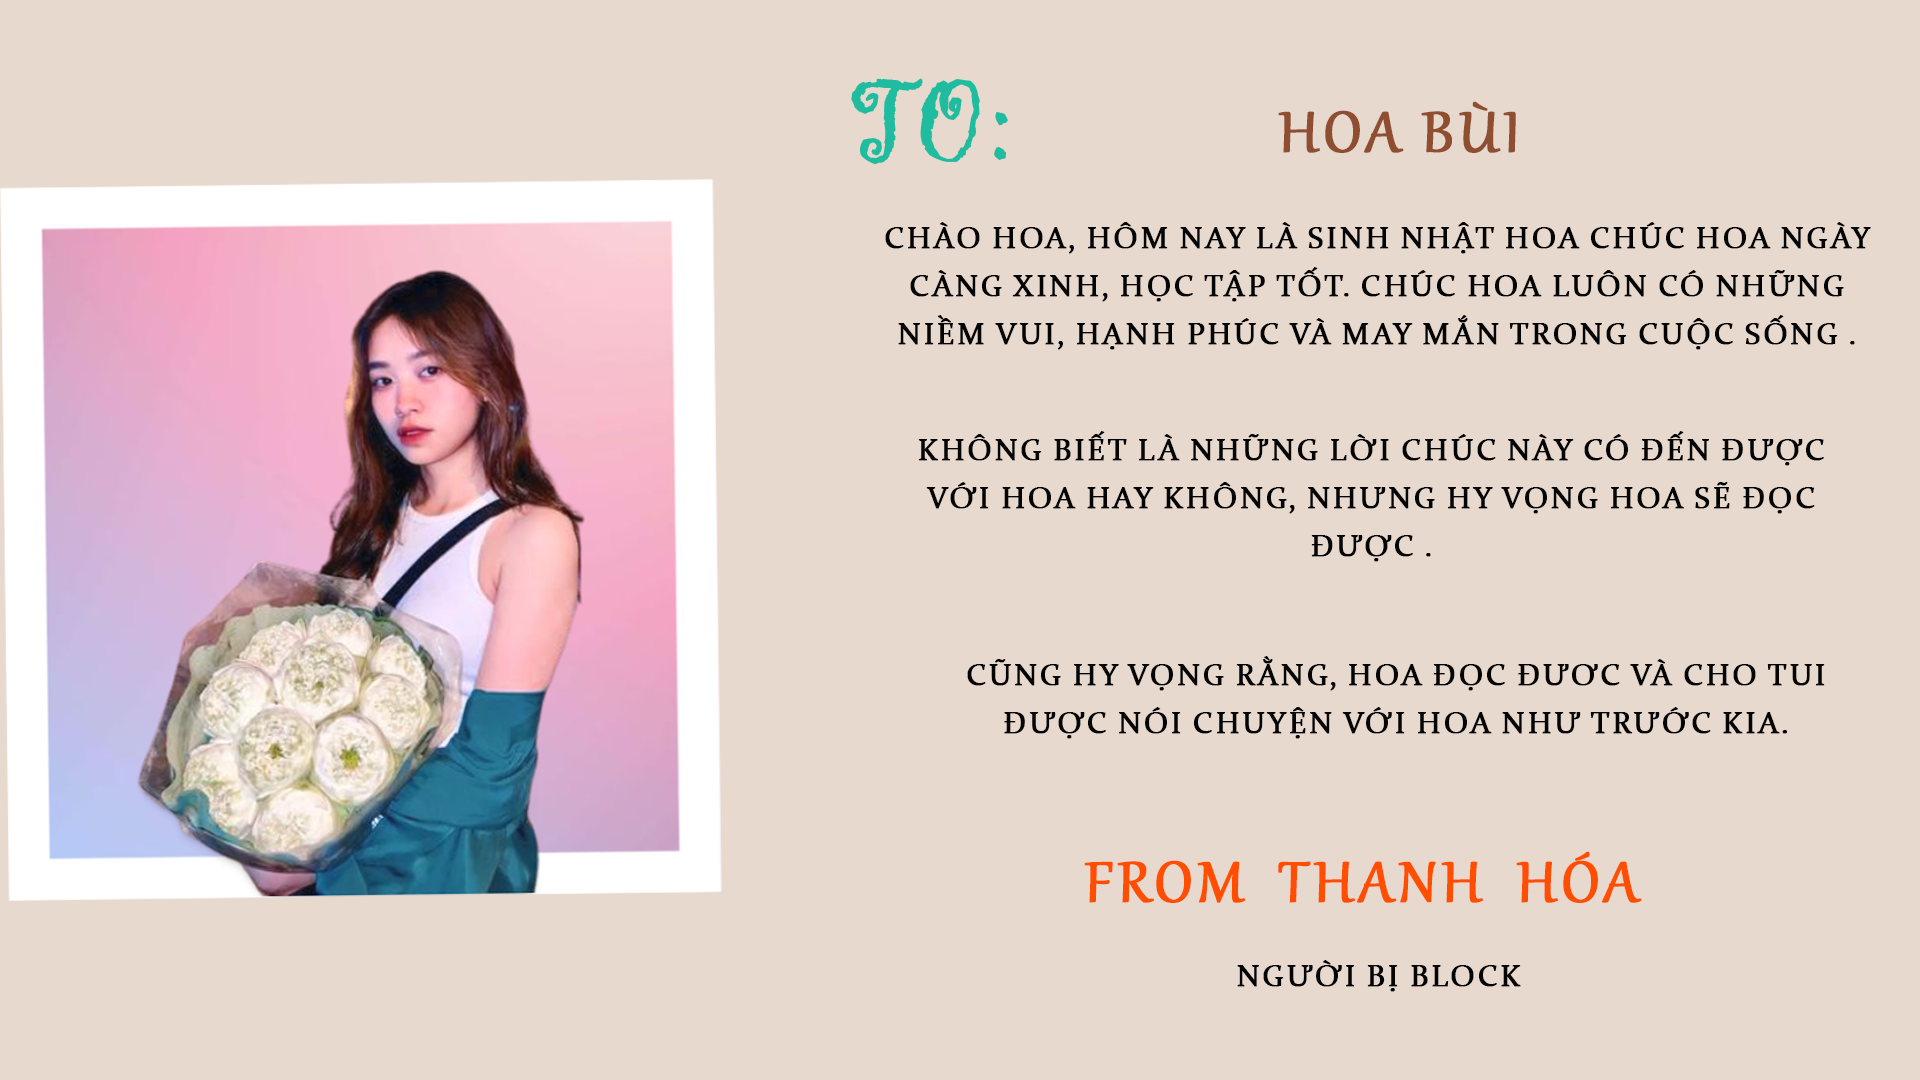 TO:
HOA BÙI
CHÀO HOA, HÔM NAY LÀ SINH NHẬT HOA CHÚC HOA NGÀY
CÀNG XINH, HỌC TẬP TỐT. CHÚC HOA LUÔN CÓ NHỮNG
NIỀM VUI, HẠNH PHÚC VÀ MAY MẮN TRONG CUỘC SỐNG .
KHÔNG BIẾT LÀ NHỮNG LỜI CHÚC NÀY CÓ ĐẾN ĐƯỢC
VỚI HOA HAY KHÔNG, NHƯNG HY VỌNG HOA SẼ ĐỌC
ĐƯỢC .
CŨNG HY VỌNG RẰNG, HOA ĐỌC ĐƯƠC VÀ CHO TUI
ĐƯỢC NÓI CHUYỆN VỚI HOA NHƯ TRƯỚC KIA.
FROM THANH HÓA
NGƯỜI BỊ BLOCK